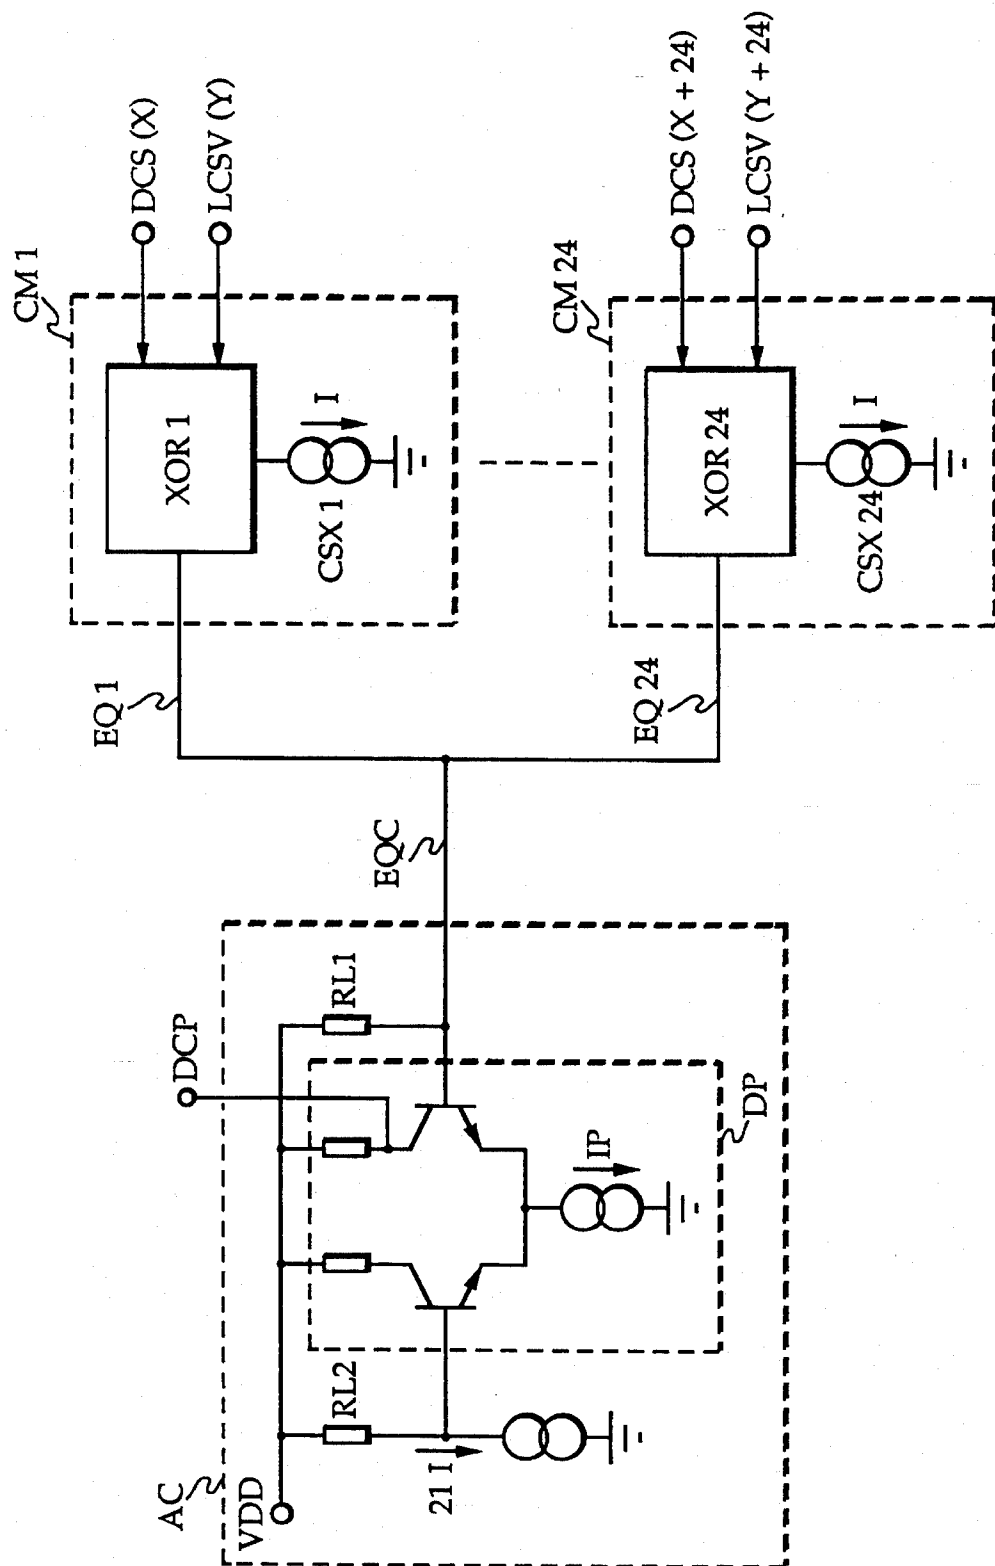 AC
VDD
RL2
21 I
DCP
RL1
IP
DP
EQC
EQ 1
EQ 24
CM 1
XOR 1
CSX 1
I
DCS (X)
LCSV (Y)
CM 24
XOR 24
CSX 24
I
DCS (X + 24)
LCSV (Y + 24)